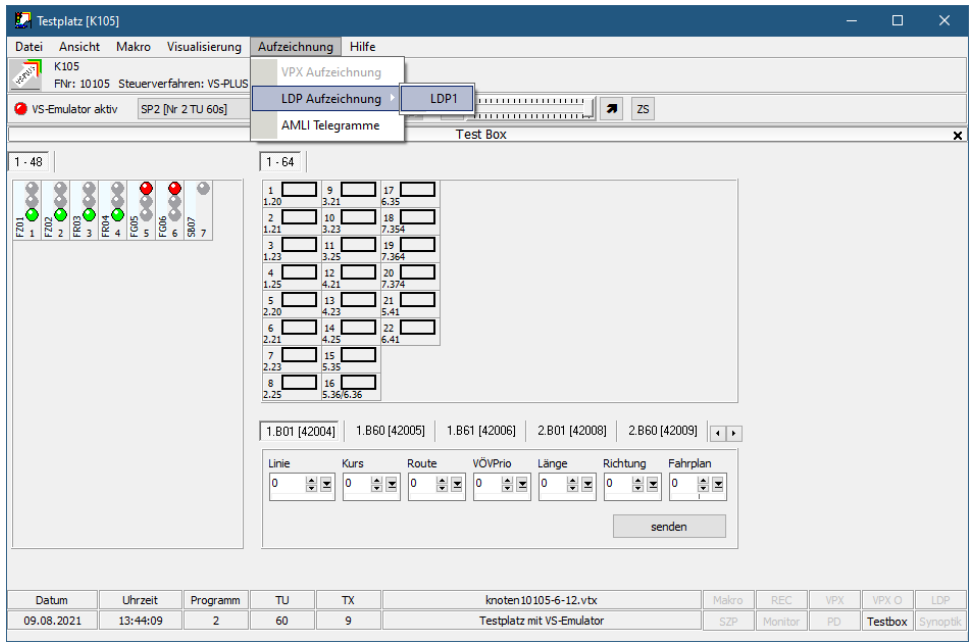 Testplatz [K105]
Datei Ansicht Makro Visualisierung Aufzeichnung Hilfe
VS-PLUS
K105
FNr: 10105 Steuerverfahren: VS-PLUS
VPX Aufzeichnung
LDP Aufzeichnung LDP1
AMLI Telegramme
VS-Emulator aktiv SP2 [Nr 2 TU 60s] ZS
Test Box
1 - 48
1 - 64
FZ01 1 FZ02 2 FR03 3 FR04 4 FG05 5 FG06 6 SB07 7
1 9 17
1.20 3.21 6.35
2 10 18
1.21 3.23 7.354
3 11 19
1.23 3.25 7.364
4 12 20
1.25 4.21 7.374
5 13 21
2.20 4.23 5.41
6 14 22
2.21 4.25 6.41
7 15
2.23 5.35
8 16
2.25 5.36/6.36
1.B01 [42004] 1.B60 [42005] 1.B61 [42006] 2.B01 [42008] 2.B60 [42009]
Linie Kurs Route VÖVPrio Länge Richtung Fahrplan
0 0 0 0 0 0 0
senden
Datum Uhrzeit Programm TU TX knoten10105-6-12.vtx Makro REC VPX VPX O LDP
09.08.2021 13:44:09 2 60 9 Testplatz mit VS-Emulator SZP Monitor PD Testbox Synoptik